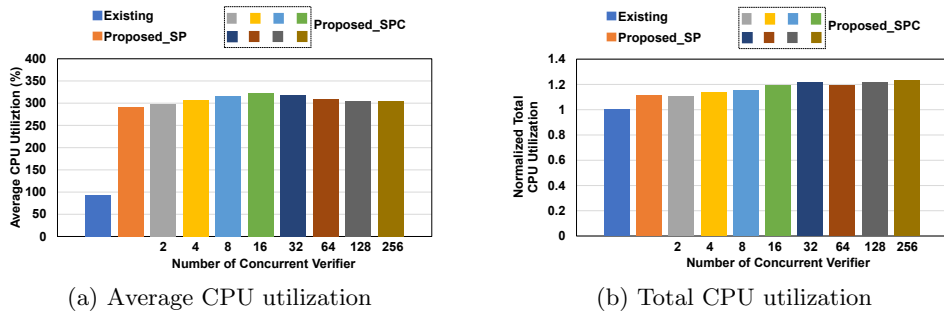 Existing
Proposed_SP
Proposed_SPC
Average CPU Utiliztion (%)
400
350
300
250
200
150
100
50
0
2 4 8 16 32 64 128 256
Number of Concurrent Verifier
(a) Average CPU utilization
Existing
Proposed_SP
Proposed_SPC
Normalized Total
CPU Utilization
1.4
1.2
1
0.8
0.6
0.4
0.2
0
2 4 8 16 32 64 128 256
Number of Concurrent Verifier
(b) Total CPU utilization